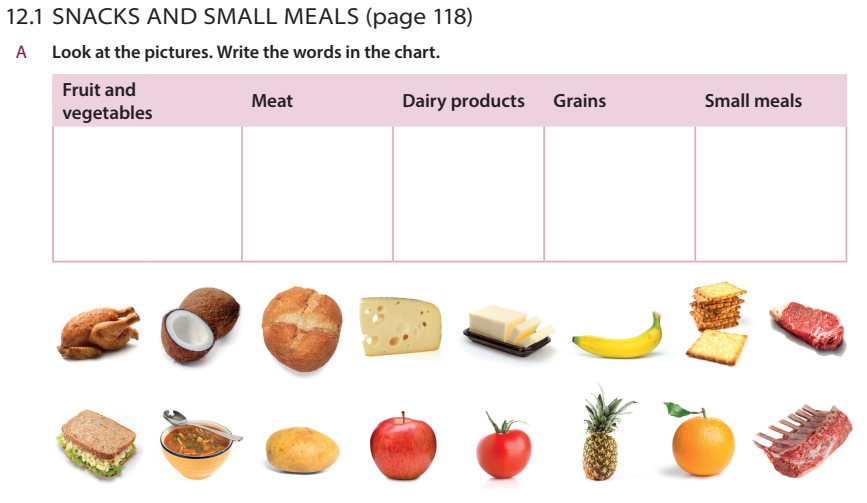 12.1 SNACKS AND SMALL MEALS (page 118)
A Look at the pictures. Write the words in the chart.
Fruit and
vegetables
Meat
Dairy products
Grains
Small meals